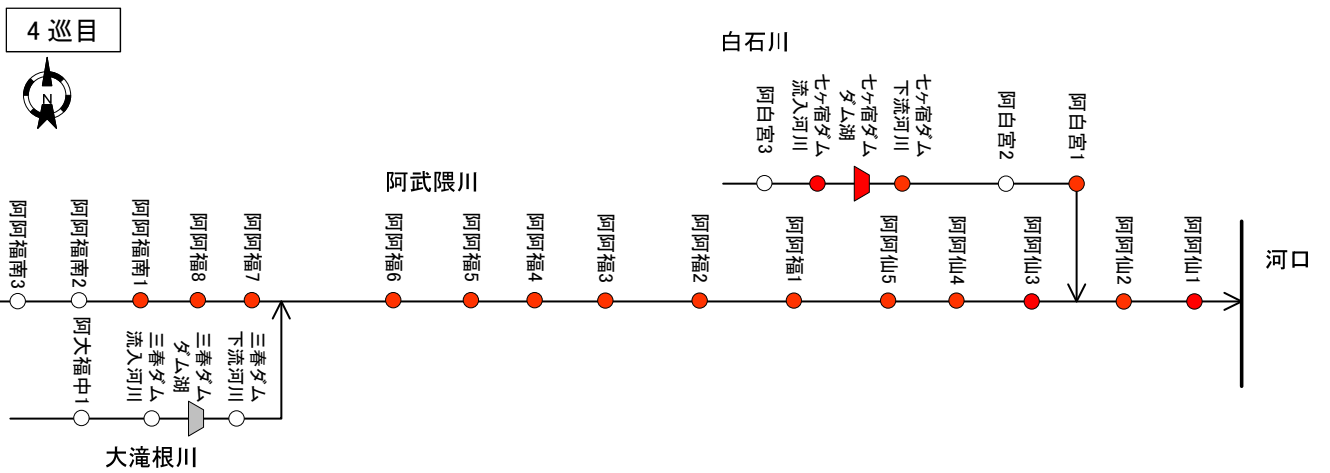 4巡目
N
白石川
阿白宮3
七ヶ宿ダム
流入河川
七ヶ宿ダム
ダム湖
七ヶ宿ダム
下流河川
阿白宮2
阿白宮1
阿武隈川
阿阿福南3
阿阿福南2
阿阿福南1
阿阿福8
阿阿福7
阿阿福6
阿阿福5
阿阿福4
阿阿福3
阿阿福2
阿阿福1
阿阿仙5
阿阿仙4
阿阿仙3
阿阿仙2
阿阿仙1
河口
阿大福中1
三春ダム
流入河川
三春ダム
ダム湖
三春ダム
下流河川
大滝根川